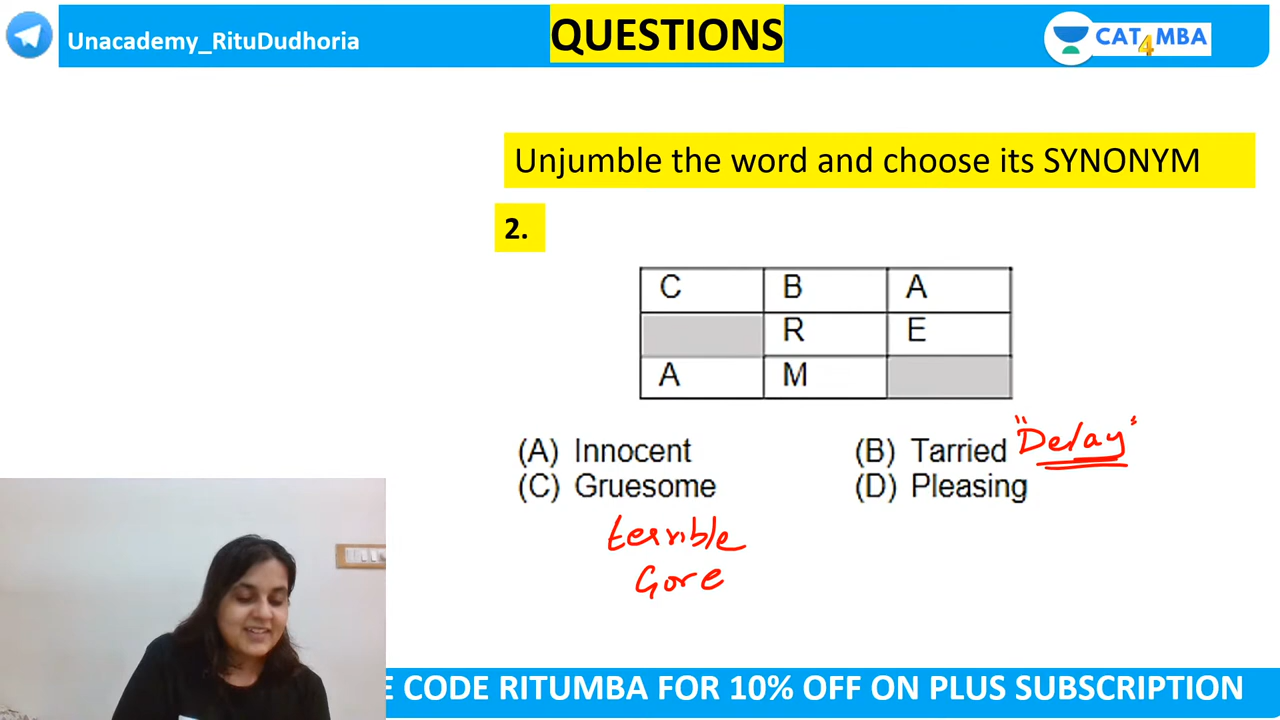 Unacademy_RituDudhoria
QUESTIONS
CAT4MBA
Unjumble the word and choose its SYNONYM
2.
C B A
R E
A M
(A) Innocent (B) Tarried "Delay"
(C) Gruesome (D) Pleasing
terrible
Gore
E CODE RITUMBA FOR 10% OFF ON PLUS SUBSCRIPTION